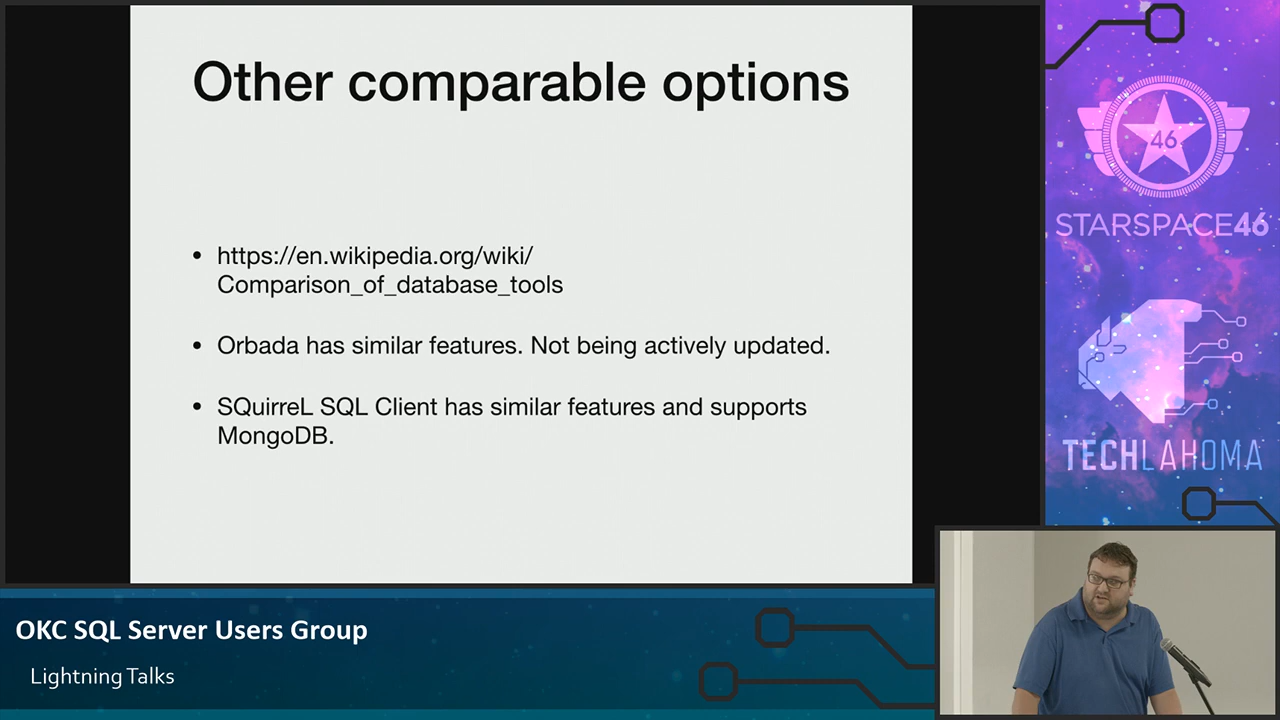 Other comparable options
• https://en.wikipedia.org/wiki/
Comparison_of_database_tools
• Orbada has similar features. Not being actively updated.
• SQuirreL SQL Client has similar features and supports
MongoDB.
46
STARSPACE46
TECHLAHOMA
OKC SQL Server Users Group
Lightning Talks